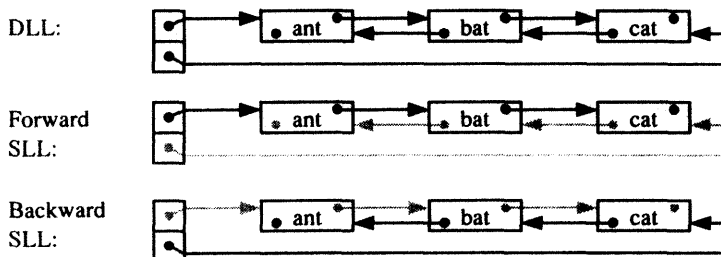 DLL: ant bat cat
Forward ant bat cat
SLL:
Backward ant bat cat
SLL: